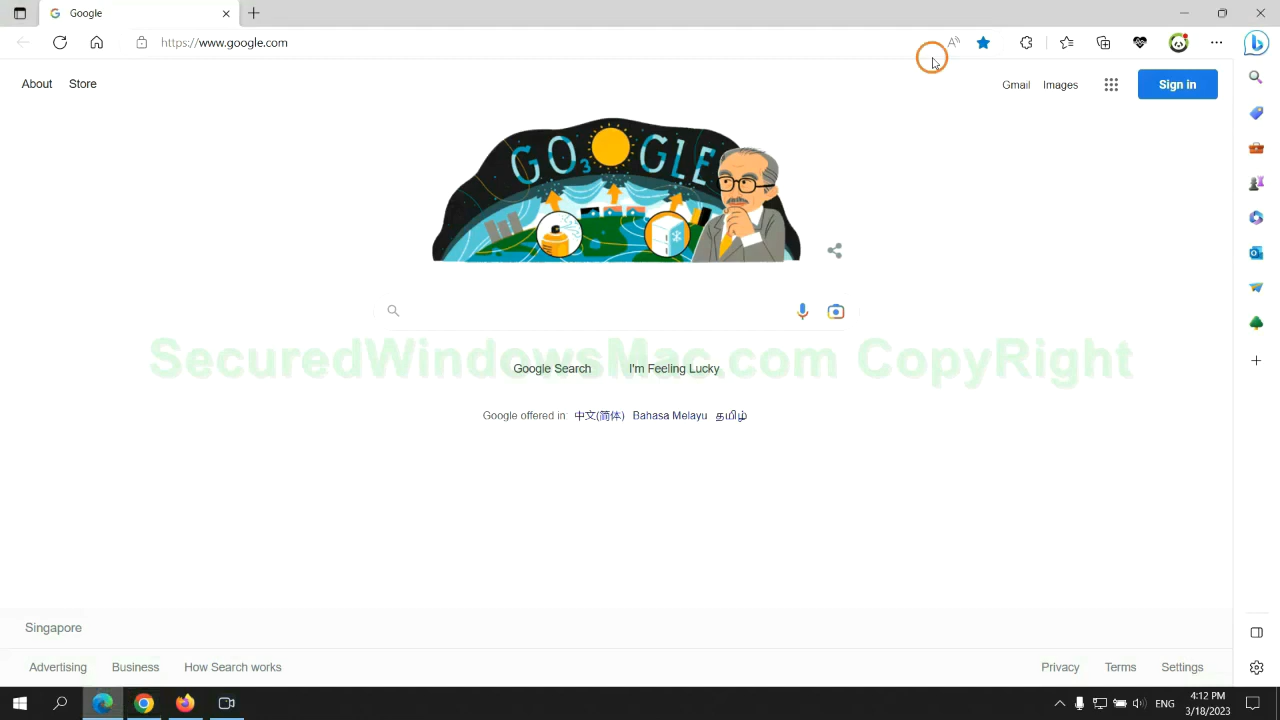 Google
https://www.google.com
About Store
Gmail Images Sign in
GO3GLE
SecuredWindowsMac.com CopyRight
Google Search I'm Feeling Lucky
Google offered in: 中文(简体) Bahasa Melayu தமிழ்
Singapore
Advertising Business How Search works
Privacy Terms Settings
ENG
4:12 PM
3/18/2023